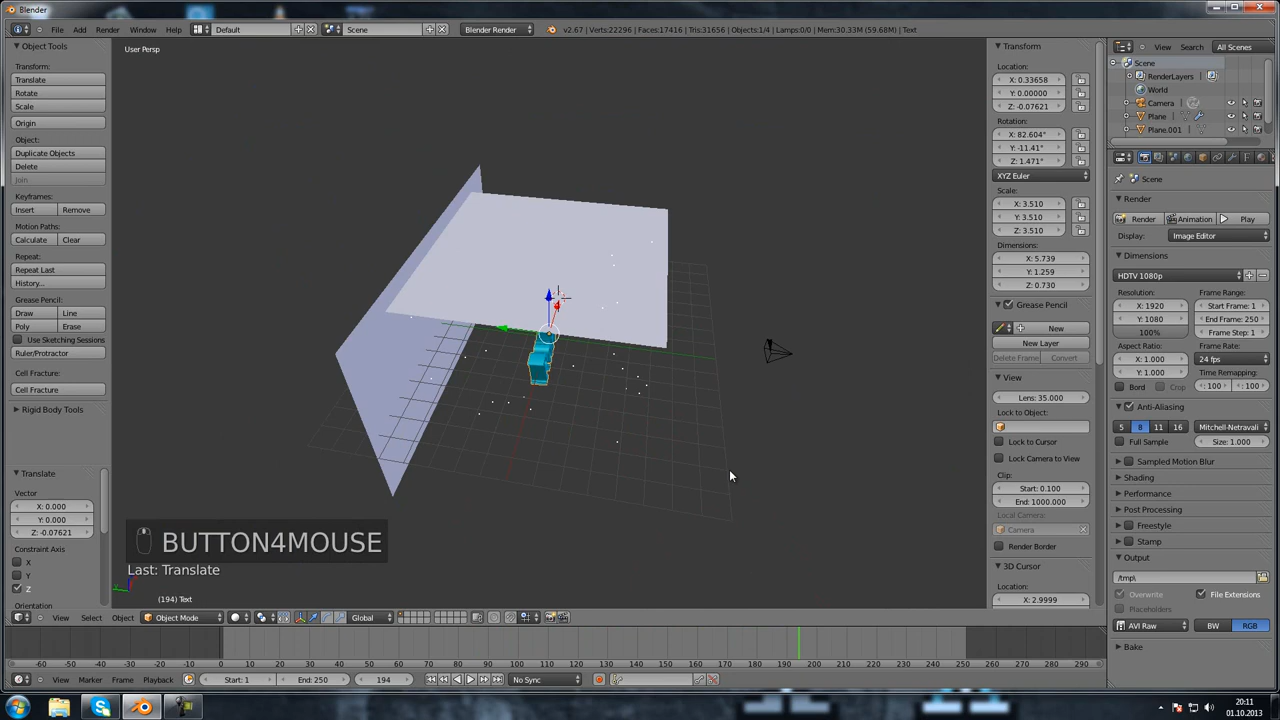 Blender
File Add Render Window Help Default Scene Blender Render v2.67 | Verts:22296 | Faces:17416 | Tris:31656 | Objects:1/4 | Lamps:0/0 | Mem:30.33M (59.68M) | Text
Object Tools
Transform:
Translate
Rotate
Scale
Origin
Object:
Duplicate Objects
Delete
Join
Keyframes:
Insert Remove
Motion Paths:
Calculate Clear
Repeat:
Repeat Last
History...
Grease Pencil:
Draw Line
Poly Erase
Use Sketching Sessions
Ruler/Protractor
Cell Fracture:
Cell Fracture
Rigid Body Tools
Translate
Vector
X: 0.000
Y: 0.000
Z: -0.07621
Constraint Axis
X
Y
Z
Orientation
User Persp
BUTTON4MOUSE
Last: Translate
(194) Text
View Select Object Object Mode Global
Transform
Location:
X: 0.33658
Y: 0.00000
Z: -0.07621
Rotation:
X: 82.604°
Y: -11.41°
Z: 1.471°
XYZ Euler
Scale:
X: 3.510
Y: 3.510
Z: 3.510
Dimensions:
X: 5.739
Y: 1.259
Z: 0.730
Grease Pencil
New
New Layer
Delete Frame Convert
View
Lens: 35.000
Lock to Object:
Lock to Cursor
Lock Camera to View
Clip:
Start: 0.100
End: 1000.000
Local Camera:
Camera
Render Border
3D Cursor
Location:
X: 2.9999
View Search All Scenes
Scene
RenderLayers
World
Camera
Plane
Plane.001
Scene
Render
Render Animation Play
Display: Image Editor
Dimensions
HDTV 1080p
Resolution: Frame Range:
X: 1920 Start Frame: 1
Y: 1080 End Frame: 250
100% Frame Step: 1
Aspect Ratio: Frame Rate:
X: 1.000 24 fps
Y: 1.000 Time Remapping:
Bord Crop : 100 : 100
Anti-Aliasing
5 8 11 16 Mitchell-Netravali
Full Sample Size: 1.000
Sampled Motion Blur
Shading
Performance
Post Processing
Freestyle
Stamp
Output
/tmp\
Overwrite File Extensions
Placeholders
AVI Raw BW RGB
Bake
-60 -50 -40 -30 -20 -10 0 10 20 30 40 50 60 70 80 90 100 110 120 130 140 150 160 170 180 190 200 210 220 230 240 250 260 270 280 290
View Marker Frame Playback Start: 1 End: 250 194 No Sync
20:11
01.10.2013